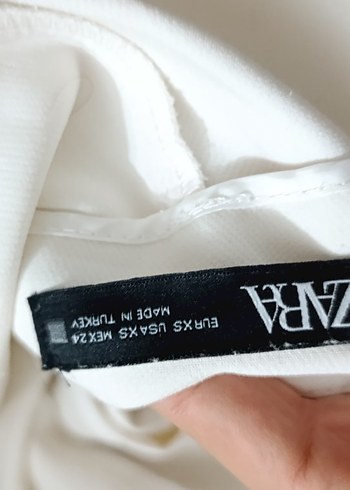 ZARA
EUR XS USA XS MEX 24
MADE IN TURKEY